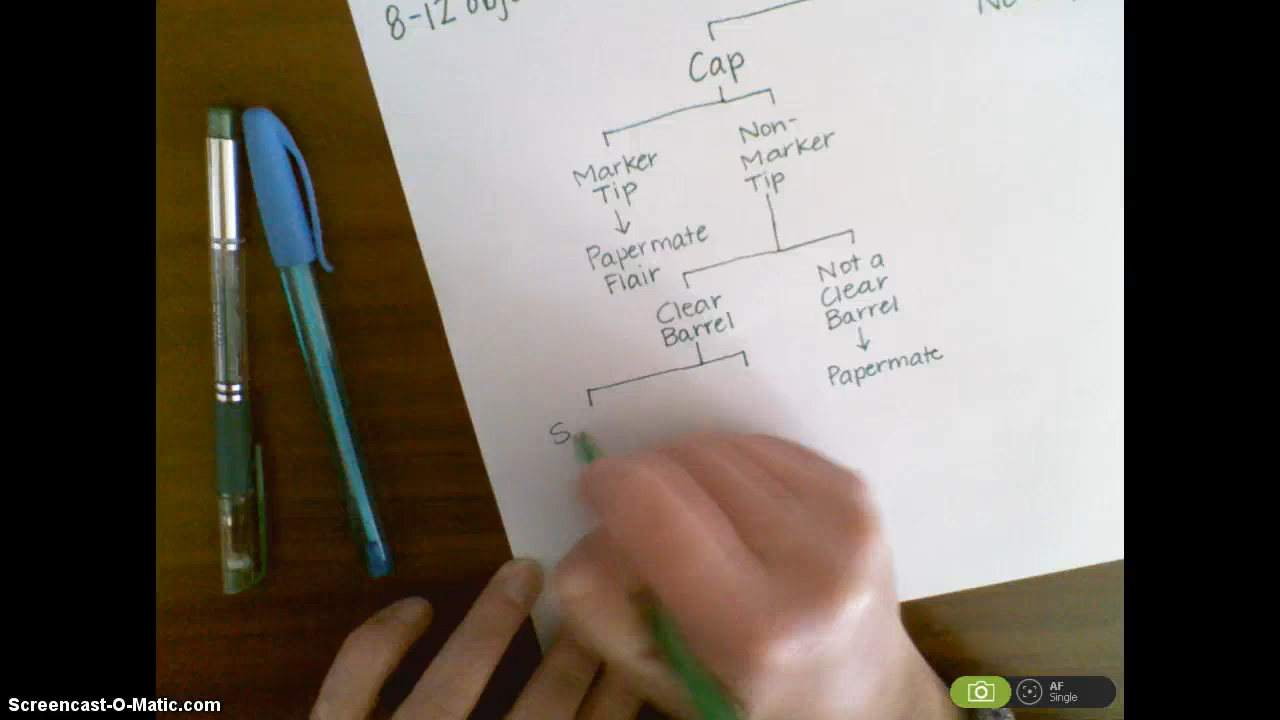 8-12 obj
No
Cap
Marker
Tip
Non-
Marker
Tip
Papermate
Flair
Clear
Barrel
Not a
Clear
Barrel
Papermate
S
AF
Single
Screencast-O-Matic.com